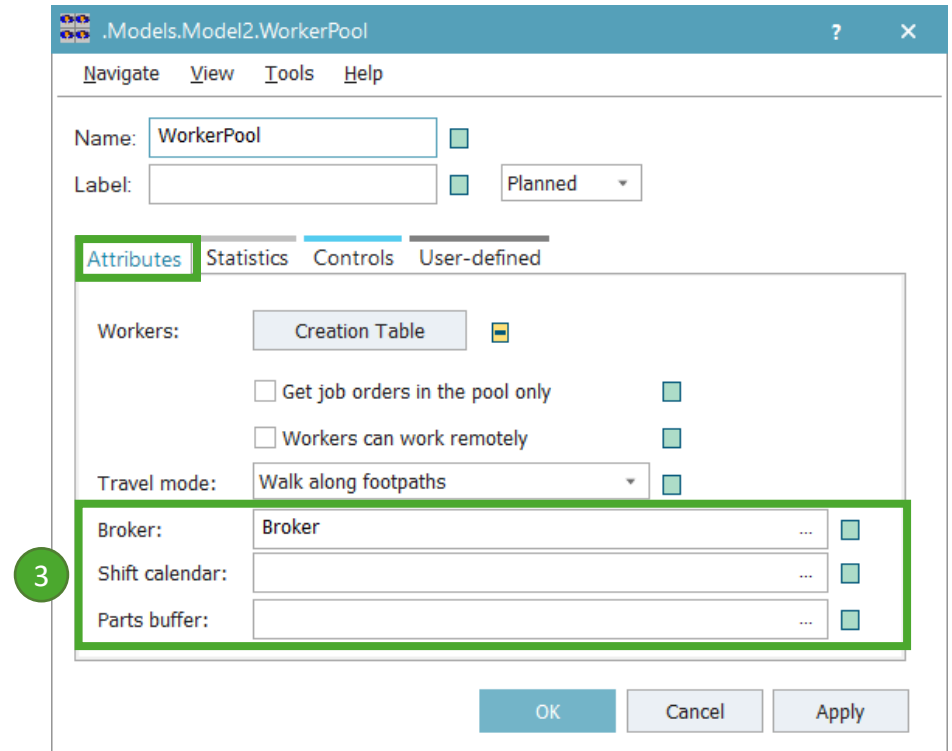 .Models.Model2.WorkerPool ? ×
Navigate View Tools Help
Name: WorkerPool
Label: Planned
Attributes Statistics Controls User-defined
Workers: Creation Table
Get job orders in the pool only
Workers can work remotely
Travel mode: Walk along footpaths
Broker: Broker ...
3 Shift calendar: ...
Parts buffer: ...
OK Cancel Apply